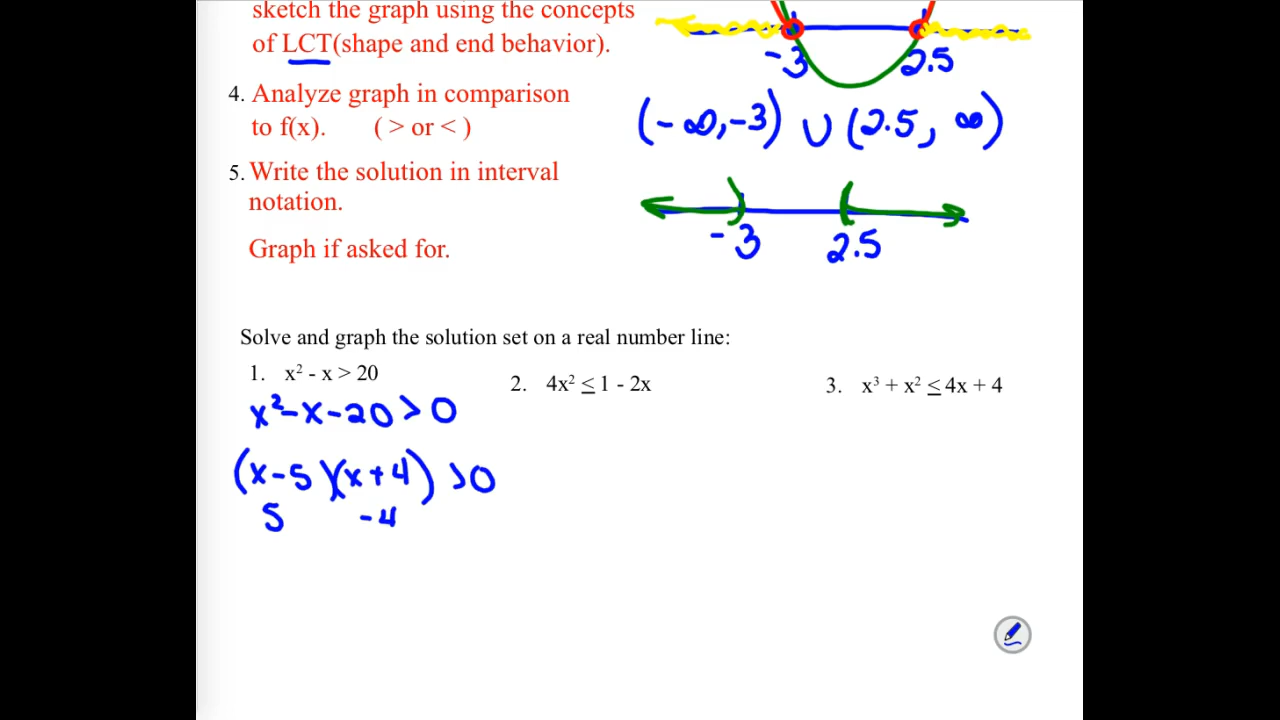 sketch the graph using the concepts
of LCT(shape and end behavior).
-3 2.5
4. Analyze graph in comparison
to f(x). ( > or < )
(-∞,-3) ∪ (2.5, ∞)
5. Write the solution in interval
notation.
-3 2.5
Graph if asked for.
Solve and graph the solution set on a real number line:
1. x² - x > 20
2. 4x² ≤ 1 - 2x
3. x³ + x² ≤ 4x + 4
x²-x-20>0
(x-5)(x+4)>0
5 -4